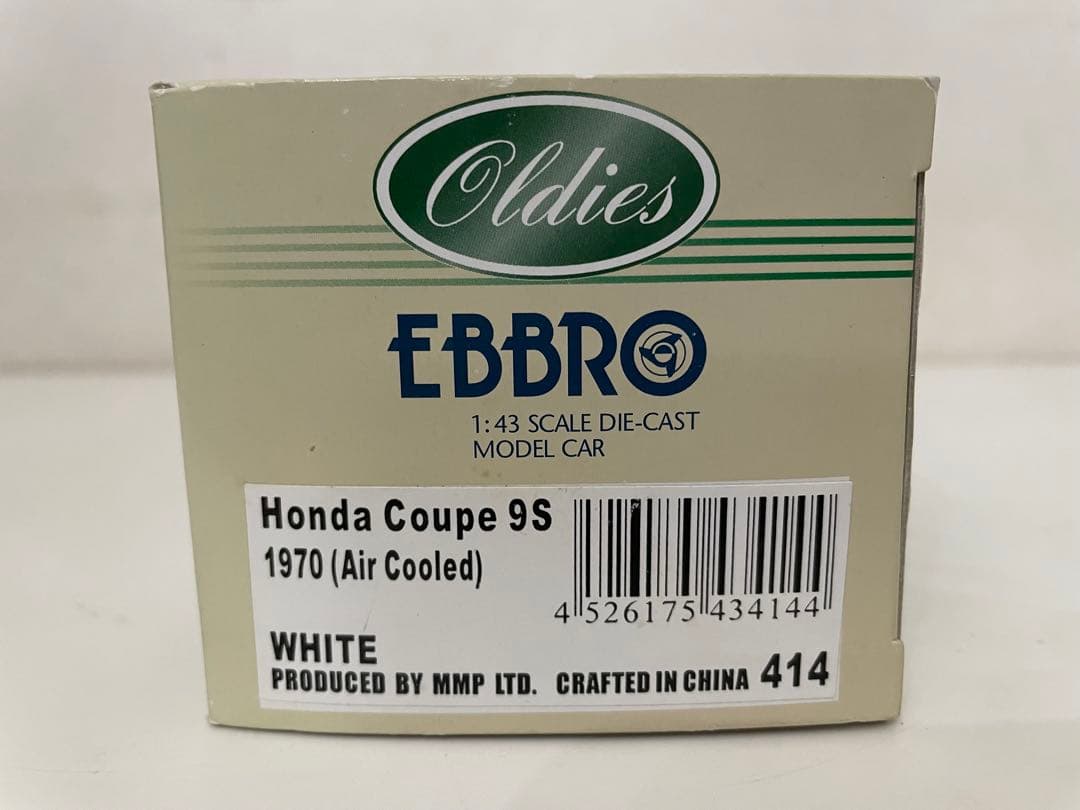 Oldies
EBBRO
1:43 SCALE DIE-CAST
MODEL CAR
Honda Coupe 9S
1970 (Air Cooled)
4 526175 434144
WHITE
PRODUCED BY MMP LTD. CRAFTED IN CHINA 414